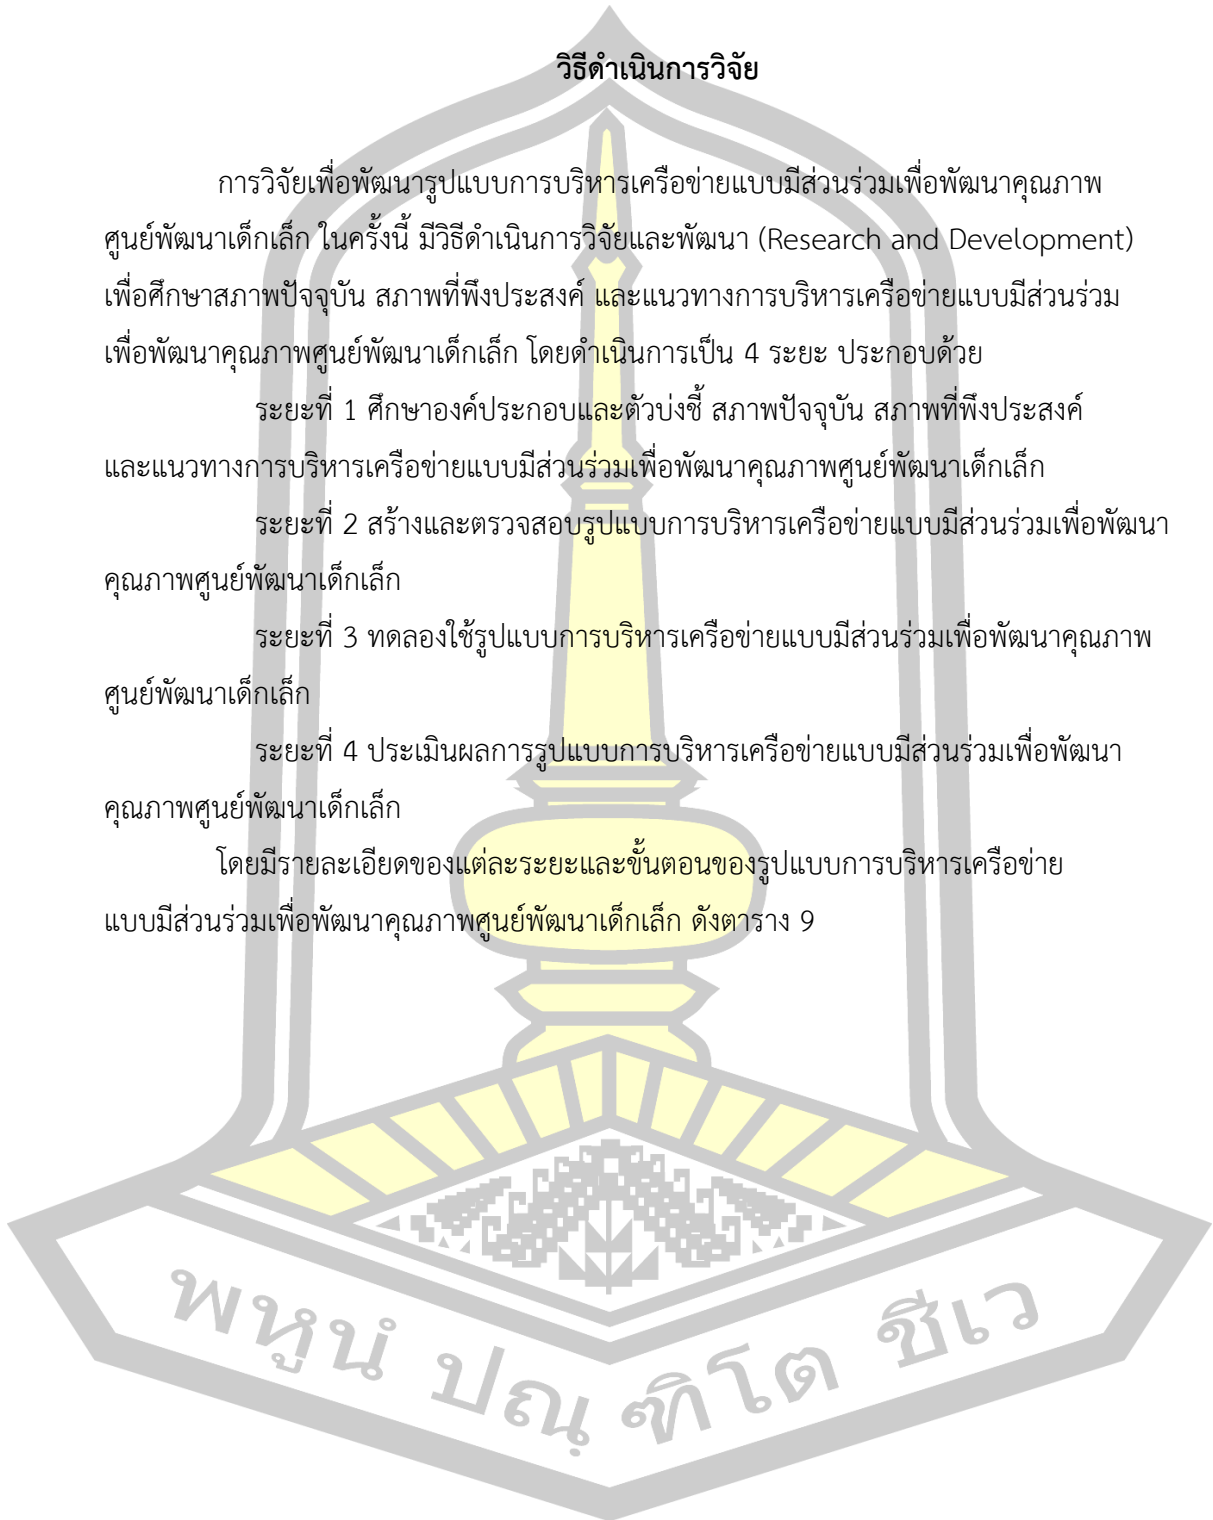 วิธีดำเนินการวิจัย
การวิจัยเพื่อพัฒนารูปแบบการบริหารเครือข่ายแบบมีส่วนร่วมเพื่อพัฒนาคุณภาพ
ศูนย์พัฒนาเด็กเล็ก ในครั้งนี้ มีวิธีดำเนินการวิจัยและพัฒนา (Research and Development)
เพื่อศึกษาสภาพปัจจุบัน สภาพที่พึงประสงค์ และแนวทางการบริหารเครือข่ายแบบมีส่วนร่วม
เพื่อพัฒนาคุณภาพศูนย์พัฒนาเด็กเล็ก โดยดำเนินการเป็น 4 ระยะ ประกอบด้วย
ระยะที่ 1 ศึกษาองค์ประกอบและตัวบ่งชี้ สภาพปัจจุบัน สภาพที่พึงประสงค์
และแนวทางการบริหารเครือข่ายแบบมีส่วนร่วมเพื่อพัฒนาคุณภาพศูนย์พัฒนาเด็กเล็ก
ระยะที่ 2 สร้างและตรวจสอบรูปแบบการบริหารเครือข่ายแบบมีส่วนร่วมเพื่อพัฒนา
คุณภาพศูนย์พัฒนาเด็กเล็ก
ระยะที่ 3 ทดลองใช้รูปแบบการบริหารเครือข่ายแบบมีส่วนร่วมเพื่อพัฒนาคุณภาพ
ศูนย์พัฒนาเด็กเล็ก
ระยะที่ 4 ประเมินผลการรูปแบบการบริหารเครือข่ายแบบมีส่วนร่วมเพื่อพัฒนา
คุณภาพศูนย์พัฒนาเด็กเล็ก
โดยมีรายละเอียดของแต่ละระยะและขั้นตอนของรูปแบบการบริหารเครือข่าย
แบบมีส่วนร่วมเพื่อพัฒนาคุณภาพศูนย์พัฒนาเด็กเล็ก ดังตาราง 9
พหูนํ ปณฺ ฑิโต ชีเว